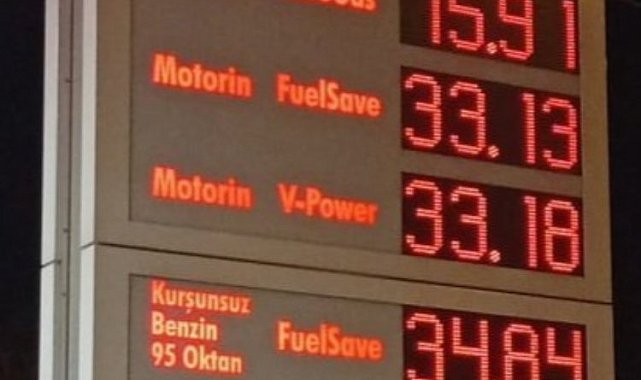 15.91
Motorin FuelSave 33.13
Motorin V-Power 33.18
Kurşunsuz
Benzin
95 Oktan
FuelSave 34.84